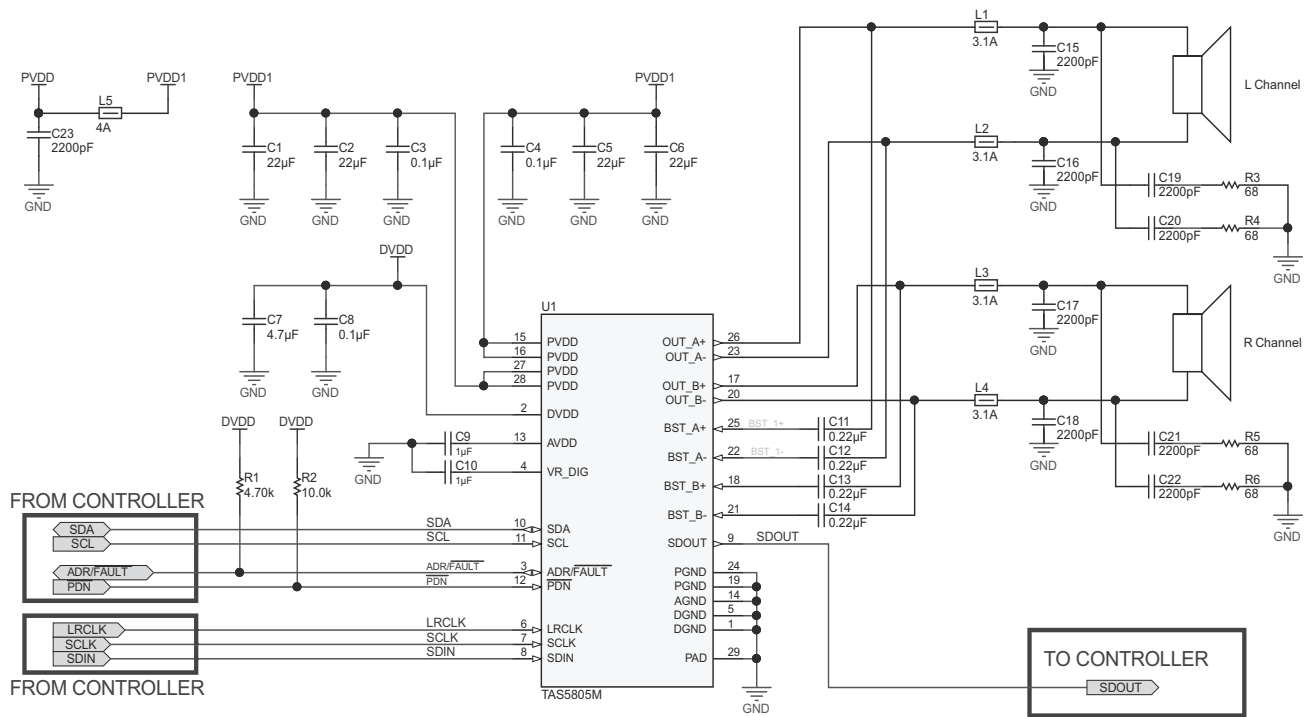 PVDD
PVDD1
L5
4A
C23
2200pF
GND
PVDD1
C1
22µF
C2
22µF
C3
0.1µF
GND
GND
GND
PVDD1
C4
0.1µF
C5
22µF
C6
22µF
GND
GND
GND
L1
3.1A
C15
2200pF
GND
L Channel
L2
3.1A
C16
2200pF
GND
C19
2200pF
R3
68
C20
2200pF
R4
68
GND
L3
3.1A
C17
2200pF
GND
R Channel
L4
3.1A
C18
2200pF
GND
C21
2200pF
R5
68
C22
2200pF
R6
68
GND
DVDD
C7
4.7µF
C8
0.1µF
GND
GND
DVDD
DVDD
R1
4.70k
R2
10.0k
GND
C9
1µF
C10
1µF
U1
15 PVDD
16 PVDD
27 PVDD
28 PVDD
2 DVDD
13 AVDD
4 VR_DIG
10 SDA
11 SCL
3 ADR/FAULT
12 PDN
6 LRCLK
7 SCLK
8 SDIN
OUT_A+ 26
OUT_A- 23
OUT_B+ 17
OUT_B- 20
BST_A+ 25 BST_1+
BST_A- 22 BST_1-
BST_B+ 18
BST_B- 21
SDOUT 9 SDOUT
PGND 24
PGND 19
AGND 14
DGND 5
DGND 1
PAD 29
TAS5805M
GND
C11
0.22µF
C12
0.22µF
C13
0.22µF
C14
0.22µF
FROM CONTROLLER
SDA SDA
SCL SCL
ADR/FAULT ADR/FAULT
PDN PDN
LRCLK LRCLK
SCLK SCLK
SDIN SDIN
FROM CONTROLLER
TO CONTROLLER
SDOUT